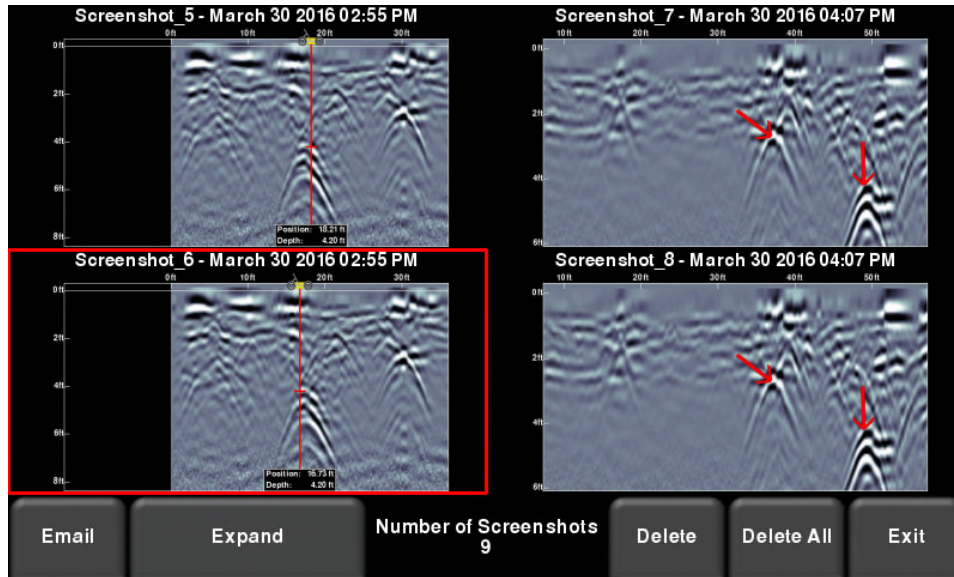 Screenshot_5 - March 30 2016 02:55 PM
0ft 10ft 20ft 30ft
0ft
2ft
4ft
6ft
8ft
Position: 18.21 ft
Depth: 4.20 ft
Screenshot_7 - March 30 2016 04:07 PM
10ft 20ft 30ft 40ft 50ft
0ft
2ft
4ft
6ft
Screenshot_6 - March 30 2016 02:55 PM
0ft 10ft 20ft 30ft
0ft
2ft
4ft
6ft
8ft
Position: 16.73 ft
Depth: 4.20 ft
Screenshot_8 - March 30 2016 04:07 PM
10ft 20ft 30ft 40ft 50ft
0ft
2ft
4ft
6ft
Email
Expand
Number of Screenshots
9
Delete
Delete All
Exit